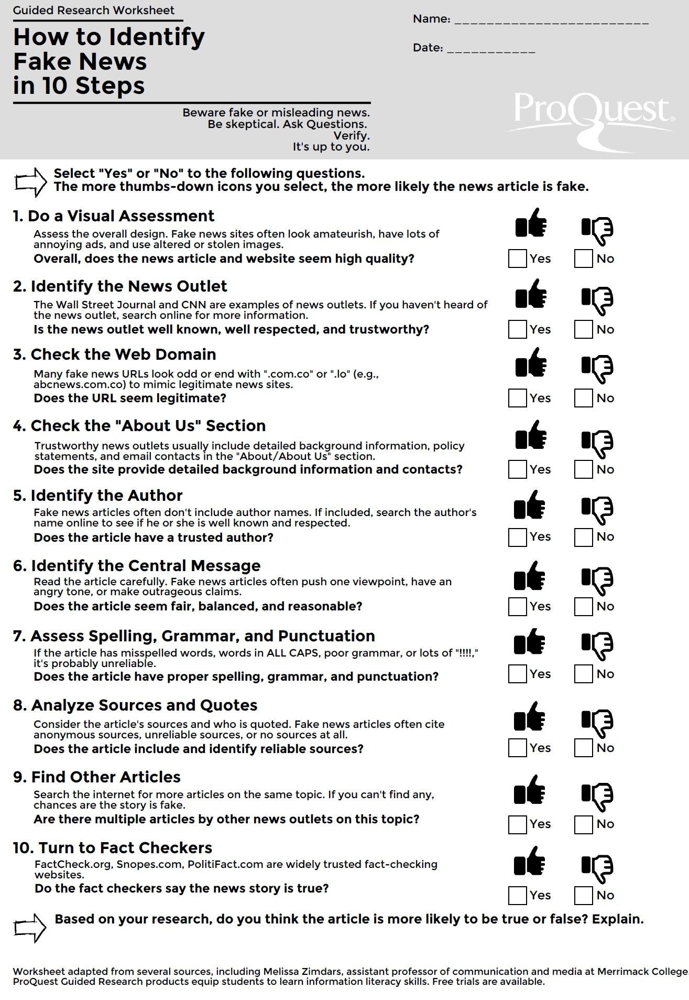 Guided Research Worksheet
How to Identify
Fake News
in 10 Steps
Name: ________________________
Date: ___________
Beware fake or misleading news.
Be skeptical. Ask Questions.
Verify.
It's up to you.
ProQuest®
Select "Yes" or "No" to the following questions.
The more thumbs-down icons you select, the more likely the news article is fake.
1. Do a Visual Assessment
Assess the overall design. Fake news sites often look amateurish, have lots of
annoying ads, and use altered or stolen images.
Overall, does the news article and website seem high quality?
Yes No
2. Identify the News Outlet
The Wall Street Journal and CNN are examples of news outlets. If you haven't heard of
the news outlet, search online for more information.
Is the news outlet well known, well respected, and trustworthy?
Yes No
3. Check the Web Domain
Many fake news URLs look odd or end with ".com.co" or ".lo" (e.g.,
abcnews.com.co) to mimic legitimate news sites.
Does the URL seem legitimate?
Yes No
4. Check the "About Us" Section
Trustworthy news outlets usually include detailed background information, policy
statements, and email contacts in the "About/About Us" section.
Does the site provide detailed background information and contacts?
Yes No
5. Identify the Author
Fake news articles often don't include author names. If included, search the author's
name online to see if he or she is well known and respected.
Does the article have a trusted author?
Yes No
6. Identify the Central Message
Read the article carefully. Fake news articles often push one viewpoint, have an
angry tone, or make outrageous claims.
Does the article seem fair, balanced, and reasonable?
Yes No
7. Assess Spelling, Grammar, and Punctuation
If the article has misspelled words, words in ALL CAPS, poor grammar, or lots of "!!!!,"
it's probably unreliable.
Does the article have proper spelling, grammar, and punctuation?
Yes No
8. Analyze Sources and Quotes
Consider the article's sources and who is quoted. Fake news articles often cite
anonymous sources, unreliable sources, or no sources at all.
Does the article include and identify reliable sources?
Yes No
9. Find Other Articles
Search the internet for more articles on the same topic. If you can't find any,
chances are the story is fake.
Are there multiple articles by other news outlets on this topic?
Yes No
10. Turn to Fact Checkers
FactCheck.org, Snopes.com, PolitiFact.com are widely trusted fact-checking
websites.
Do the fact checkers say the news story is true?
Yes No
Based on your research, do you think the article is more likely to be true or false? Explain.
Worksheet adapted from several sources, including Melissa Zimdars, assistant professor of communication and media at Merrimack College.
ProQuest Guided Research products equip students to learn information literacy skills. Free trials are available.